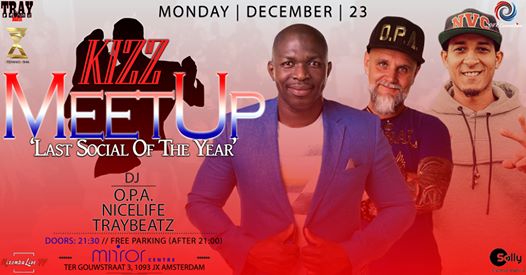 TRAY
MONDAY | DECEMBER | 23
O.P.A.
NVC
KIZZ
MEETUP
'LAST SOCIAL OF THE YEAR'
DJ
O.P.A.
NICELIFE
TRAYBEATZ
DOORS: 21:30 // FREE PARKING (AFTER 21:00)
mirror CENTRE
TER GOUWSTRAAT 3, 1093 JX AMSTERDAM
Sally